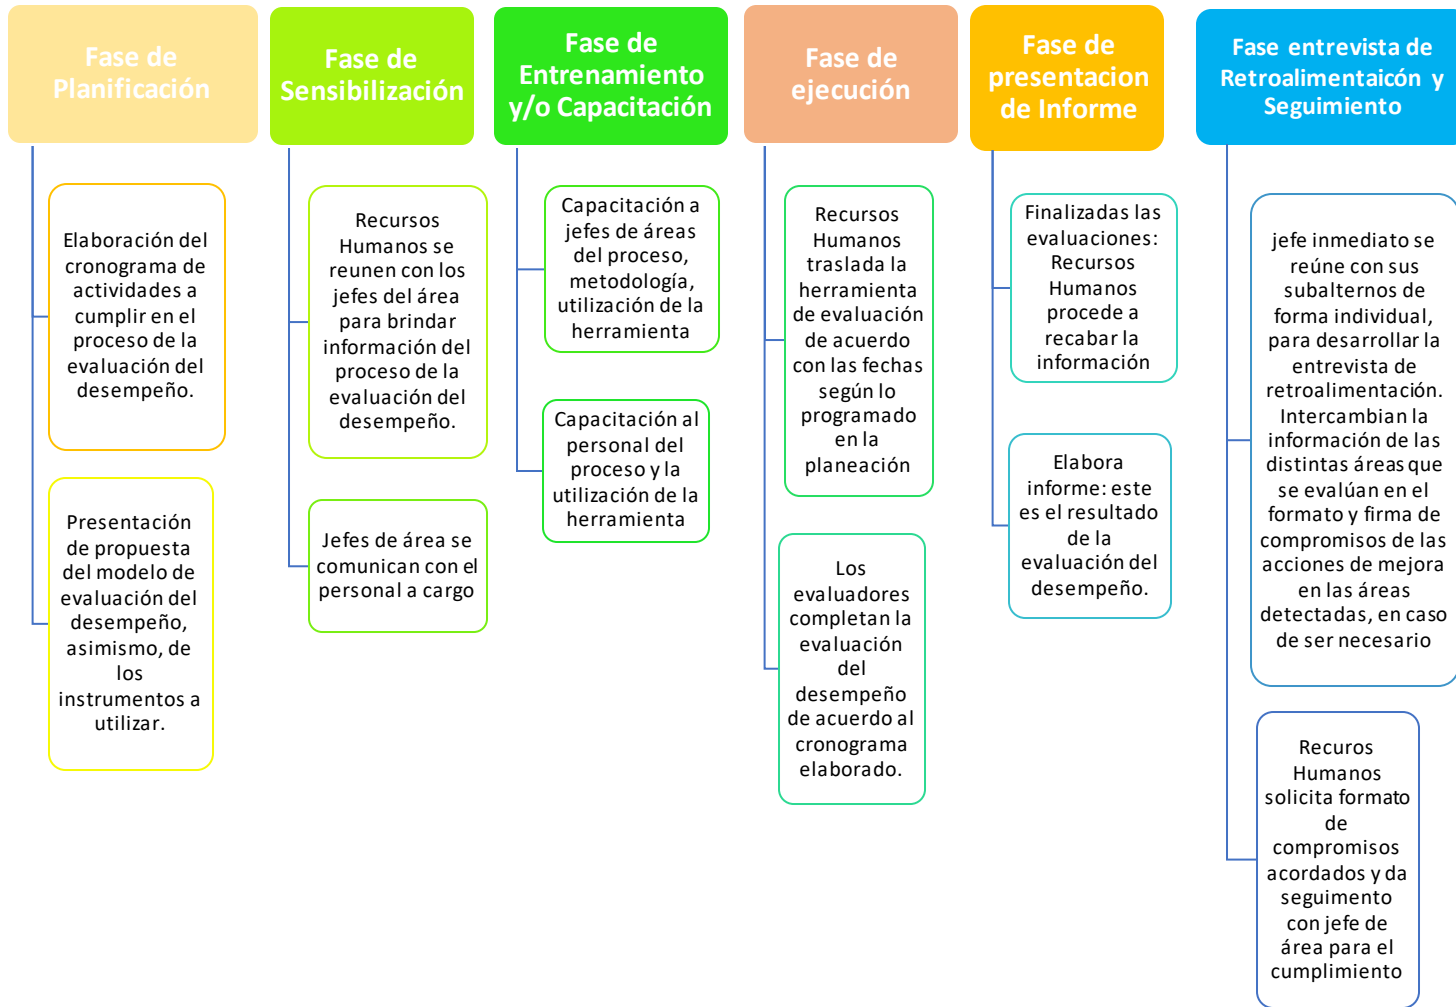 Fase de
Planificación
Elaboración del
cronograma de
actividades a
cumplir en el
proceso de la
evaluación del
desempeño.
Presentación
de propuesta
del modelo de
evaluación del
desempeño,
asimismo, de
los
instrumentos a
utilizar.
Fase de
Sensibilización
Recursos
Humanos se
reunen con los
jefes del área
para brindar
información del
proceso de la
evaluación del
desempeño.
Jefes de área se
comunican con el
personal a cargo
Fase de
Entrenamiento
y/o Capacitación
Capacitación a
jefes de áreas
del proceso,
metodología,
utilización de la
herramienta
Capacitación al
personal del
proceso y la
utilización de la
herramienta
Fase de
ejecución
Recursos
Humanos
traslada la
herramienta
de evaluación
de acuerdo
con las fechas
según lo
programado
en la
planeación
Los
evaluadores
completan la
evaluación
del
desempeño
de acuerdo al
cronograma
elaborado.
Fase de
presentacion
de Informe
Finalizadas las
evaluaciones:
Recursos
Humanos
procede a
recabar la
información
Elabora
informe: este
es el resultado
de la
evaluación del
desempeño.
Fase entrevista de
Retroalimentaicón y
Seguimiento
jefe inmediato se
reúne con sus
subalternos de
forma individual,
para desarrollar la
entrevista de
retroalimentación.
Intercambian la
información de las
distintas áreas que
se evalúan en el
formato y firma de
compromisos de las
acciones de mejora
en las áreas
detectadas, en caso
de ser necesario
Recuros
Humanos
solicita formato
de
compromisos
acordados y da
seguimento
con jefe de
área para el
cumplimiento